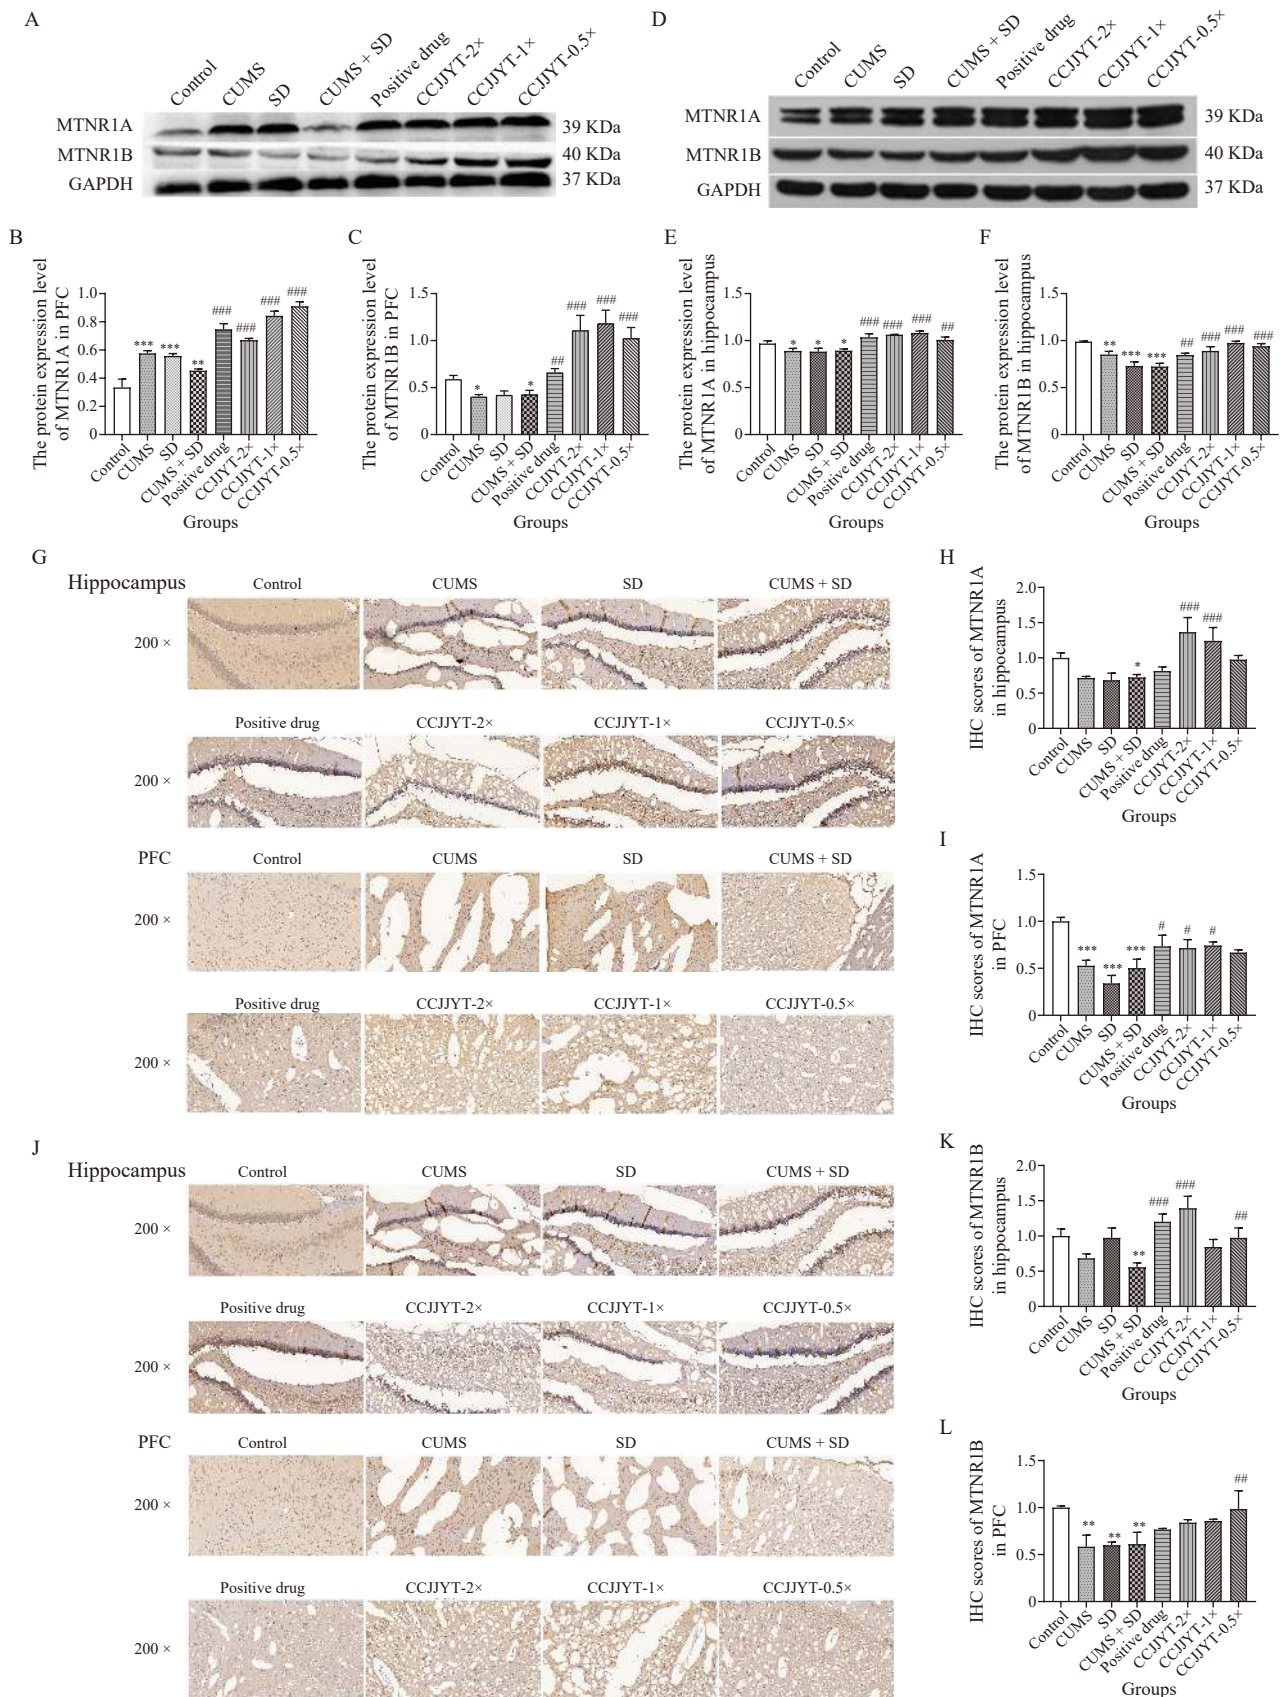 A
Control
CUMS
SD
CUMS + SD
Positive drug
CCJJYT-2×
CCJJYT-1×
CCJJYT-0.5×
MTNR1A
39 KDa
MTNR1B
40 KDa
GAPDH
37 KDa
D
Control
CUMS
SD
CUMS + SD
Positive drug
CCJJYT-2×
CCJJYT-1×
CCJJYT-0.5×
MTNR1A
39 KDa
MTNR1B
40 KDa
GAPDH
37 KDa
B
The protein expression level
of MTNR1A in PFC
1.0
0.8
0.6
0.4
0.2
0
***
***
**
###
###
###
###
Control
CUMS
SD
CUMS + SD
Positive drug
CCJJYT-2×
CCJJYT-1×
CCJJYT-0.5×
Groups
C
The protein expression level
of MTNR1B in PFC
1.5
1.0
0.5
0
*
*
##
###
###
###
Control
CUMS
SD
CUMS + SD
Positive drug
CCJJYT-2×
CCJJYT-1×
CCJJYT-0.5×
Groups
E
The protein expression level
of MTNR1A in hippocampus
1.5
1.0
0.5
0
*
*
*
###
###
###
##
Control
CUMS
SD
CUMS + SD
Positive drug
CCJJYT-2×
CCJJYT-1×
CCJJYT-0.5×
Groups
F
The protein expression level
of MTNR1B in hippocampus
1.5
1.0
0.5
0
**
***
***
##
###
###
###
Control
CUMS
SD
CUMS + SD
Positive drug
CCJJYT-2×
CCJJYT-1×
CCJJYT-0.5×
Groups
G
Hippocampus
Control
CUMS
SD
CUMS + SD
200 ×
Positive drug
CCJJYT-2×
CCJJYT-1×
CCJJYT-0.5×
200 ×
PFC
Control
CUMS
SD
CUMS + SD
200 ×
Positive drug
CCJJYT-2×
CCJJYT-1×
CCJJYT-0.5×
200 ×
H
IHC scores of MTNR1A
in hippocampus
2.0
1.5
1.0
0.5
0
*
###
###
Control
CUMS
SD
CUMS + SD
Positive drug
CCJJYT-2×
CCJJYT-1×
CCJJYT-0.5×
Groups
I
IHC scores of MTNR1A
in PFC
1.5
1.0
0.5
0
***
***
***
#
#
#
Control
CUMS
SD
CUMS + SD
Positive drug
CCJJYT-2×
CCJJYT-1×
CCJJYT-0.5×
Groups
J
Hippocampus
Control
CUMS
SD
CUMS + SD
200 ×
Positive drug
CCJJYT-2×
CCJJYT-1×
CCJJYT-0.5×
200 ×
PFC
Control
CUMS
SD
CUMS + SD
200 ×
Positive drug
CCJJYT-2×
CCJJYT-1×
CCJJYT-0.5×
200 ×
K
IHC scores of MTNR1B
in hippocampus
2.0
1.5
1.0
0.5
0
**
###
###
##
Control
CUMS
SD
CUMS + SD
Positive drug
CCJJYT-2×
CCJJYT-1×
CCJJYT-0.5×
Groups
L
IHC scores of MTNR1B
in PFC
1.5
1.0
0.5
0
**
**
**
##
Control
CUMS
SD
CUMS + SD
Positive drug
CCJJYT-2×
CCJJYT-1×
CCJJYT-0.5×
Groups